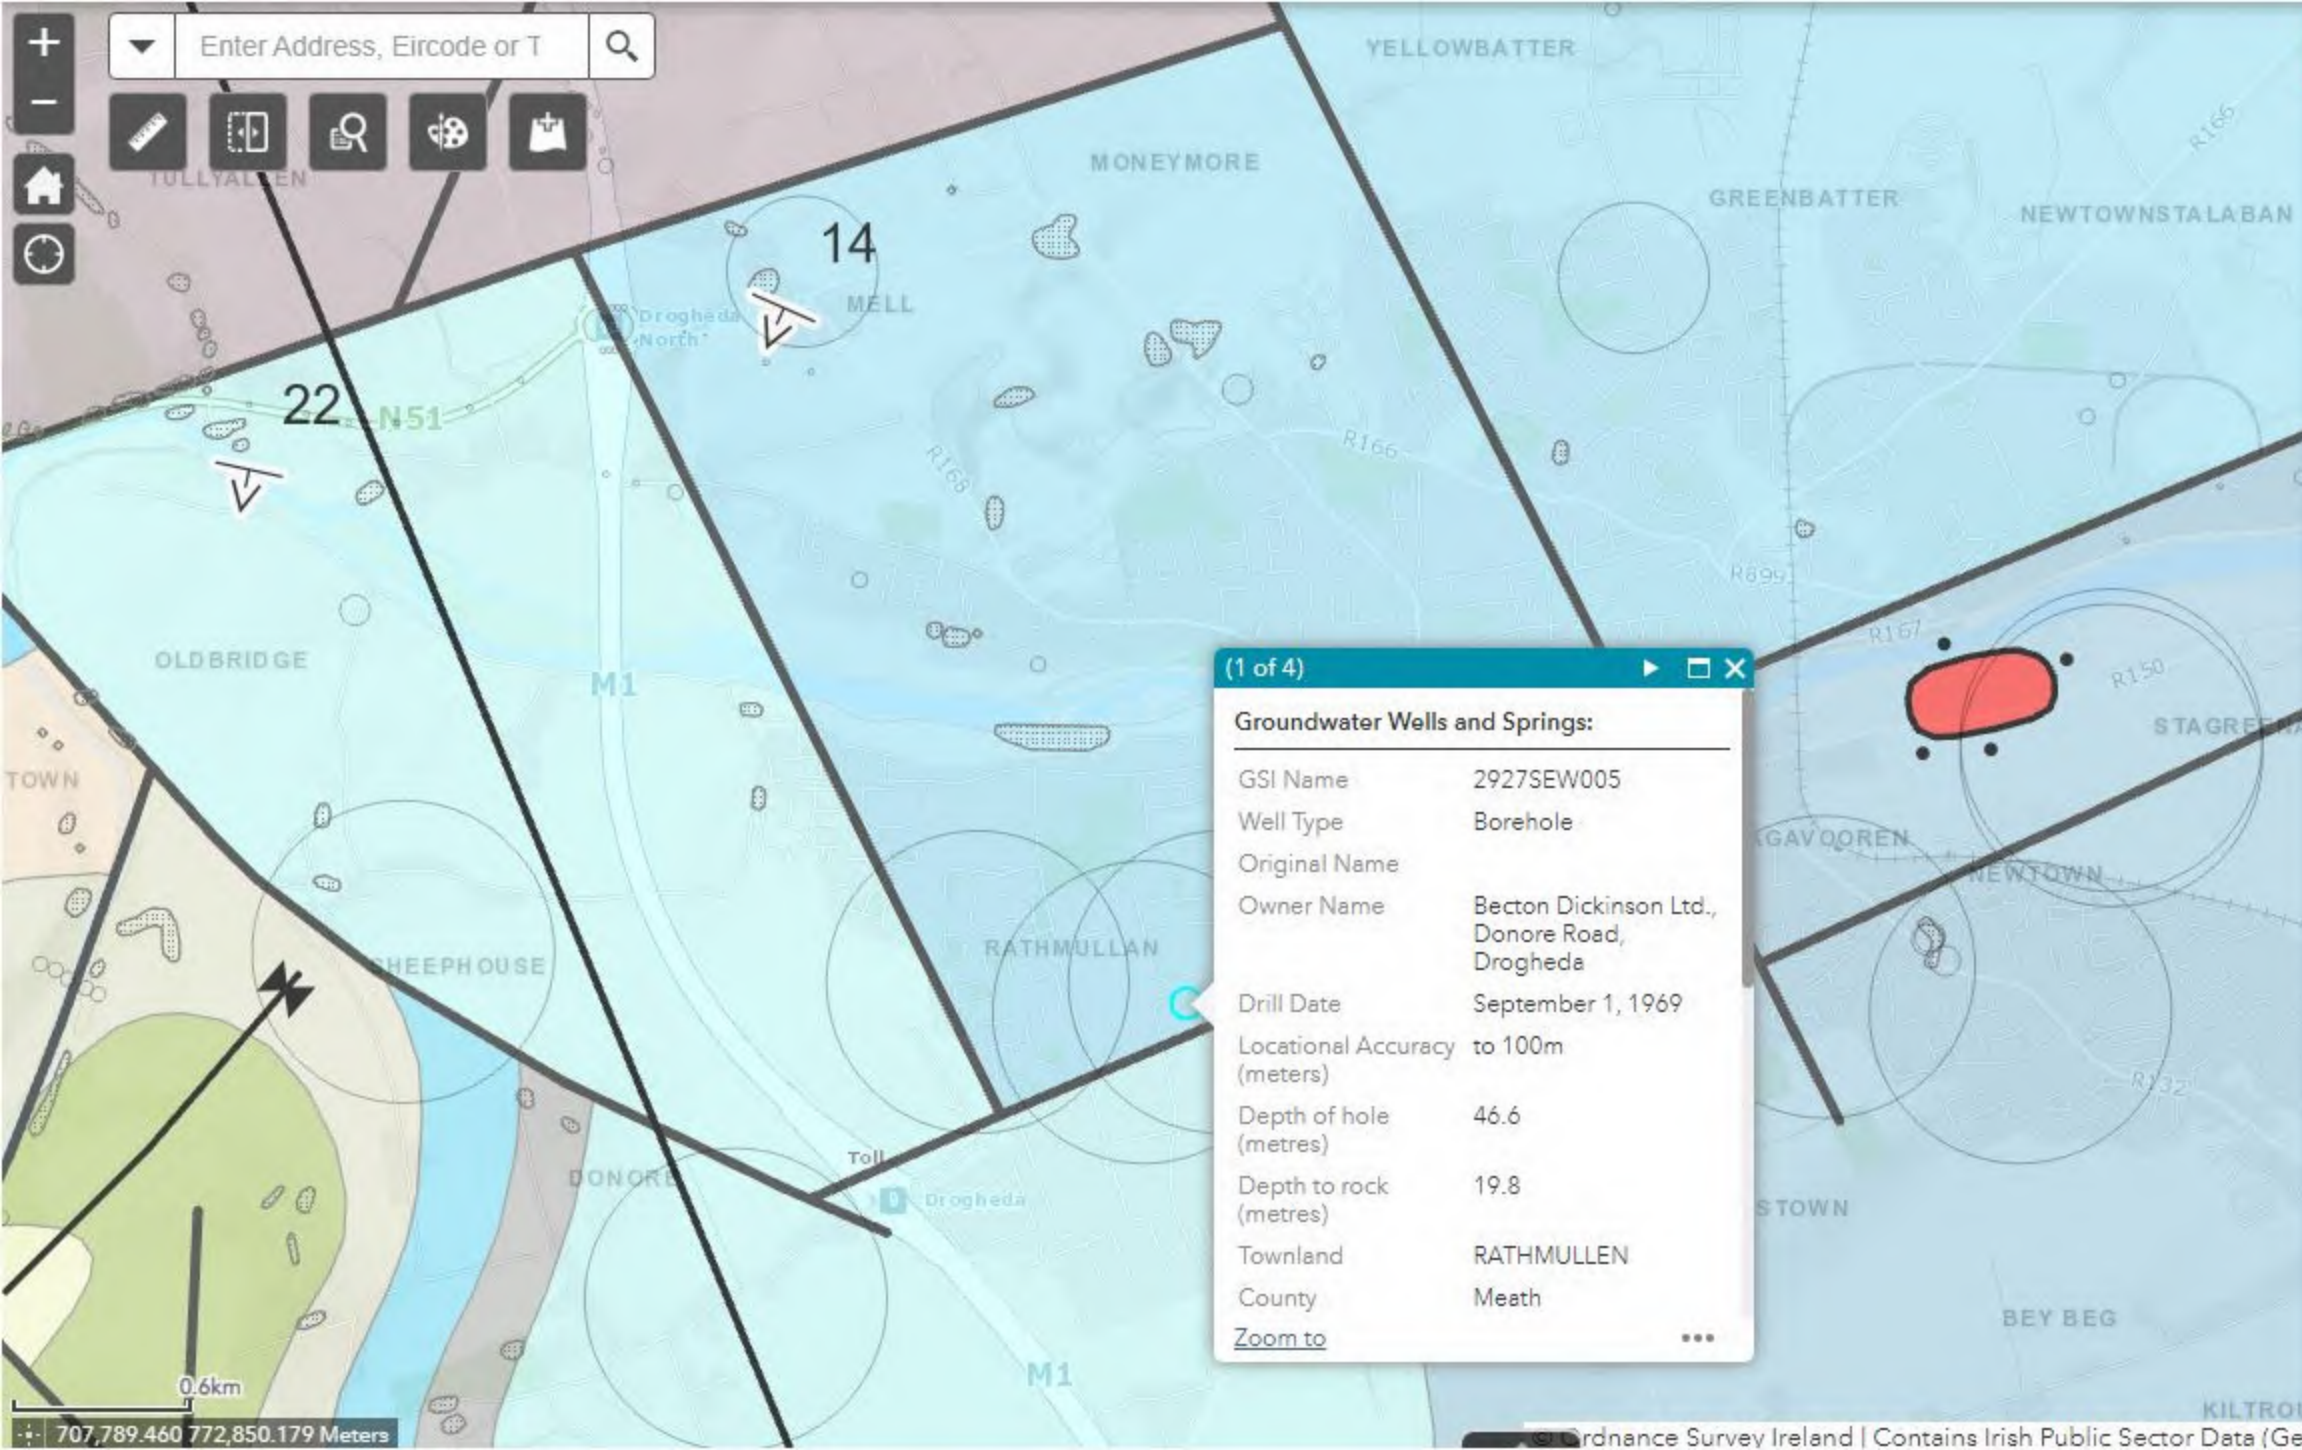 Enter Address, Eircode or T
YELLOWBATTER
MONEYMORE
R166
TULLYALLEN
GREENBATTER
NEWTOWNSTALABAN
14
MELL
Drogheda
North
22
N51
R168
R166
R899
OLDBRIDGE
R167
M1
R150
TOWN
(1 of 4)
Groundwater Wells and Springs:
GSI Name 2927SEW005
Well Type Borehole
Original Name
Owner Name Becton Dickinson Ltd.,
Donore Road,
Drogheda
Drill Date September 1, 1969
Locational Accuracy to 100m
(meters)
Depth of hole 46.6
(metres)
Depth to rock 19.8
(metres)
Townland RATHMULLEN
County Meath
Zoom to
STAGREEN
AGAVOOREN
NEWTOWN
RATHMULLAN
SHEEPHOUSE
R132
Toll
DONORE
Drogheda
STOWN
BEY BEG
M1
0.6km
KILTROU
707,789.460 772,850.179 Meters
© Ordnance Survey Ireland | Contains Irish Public Sector Data (Ge